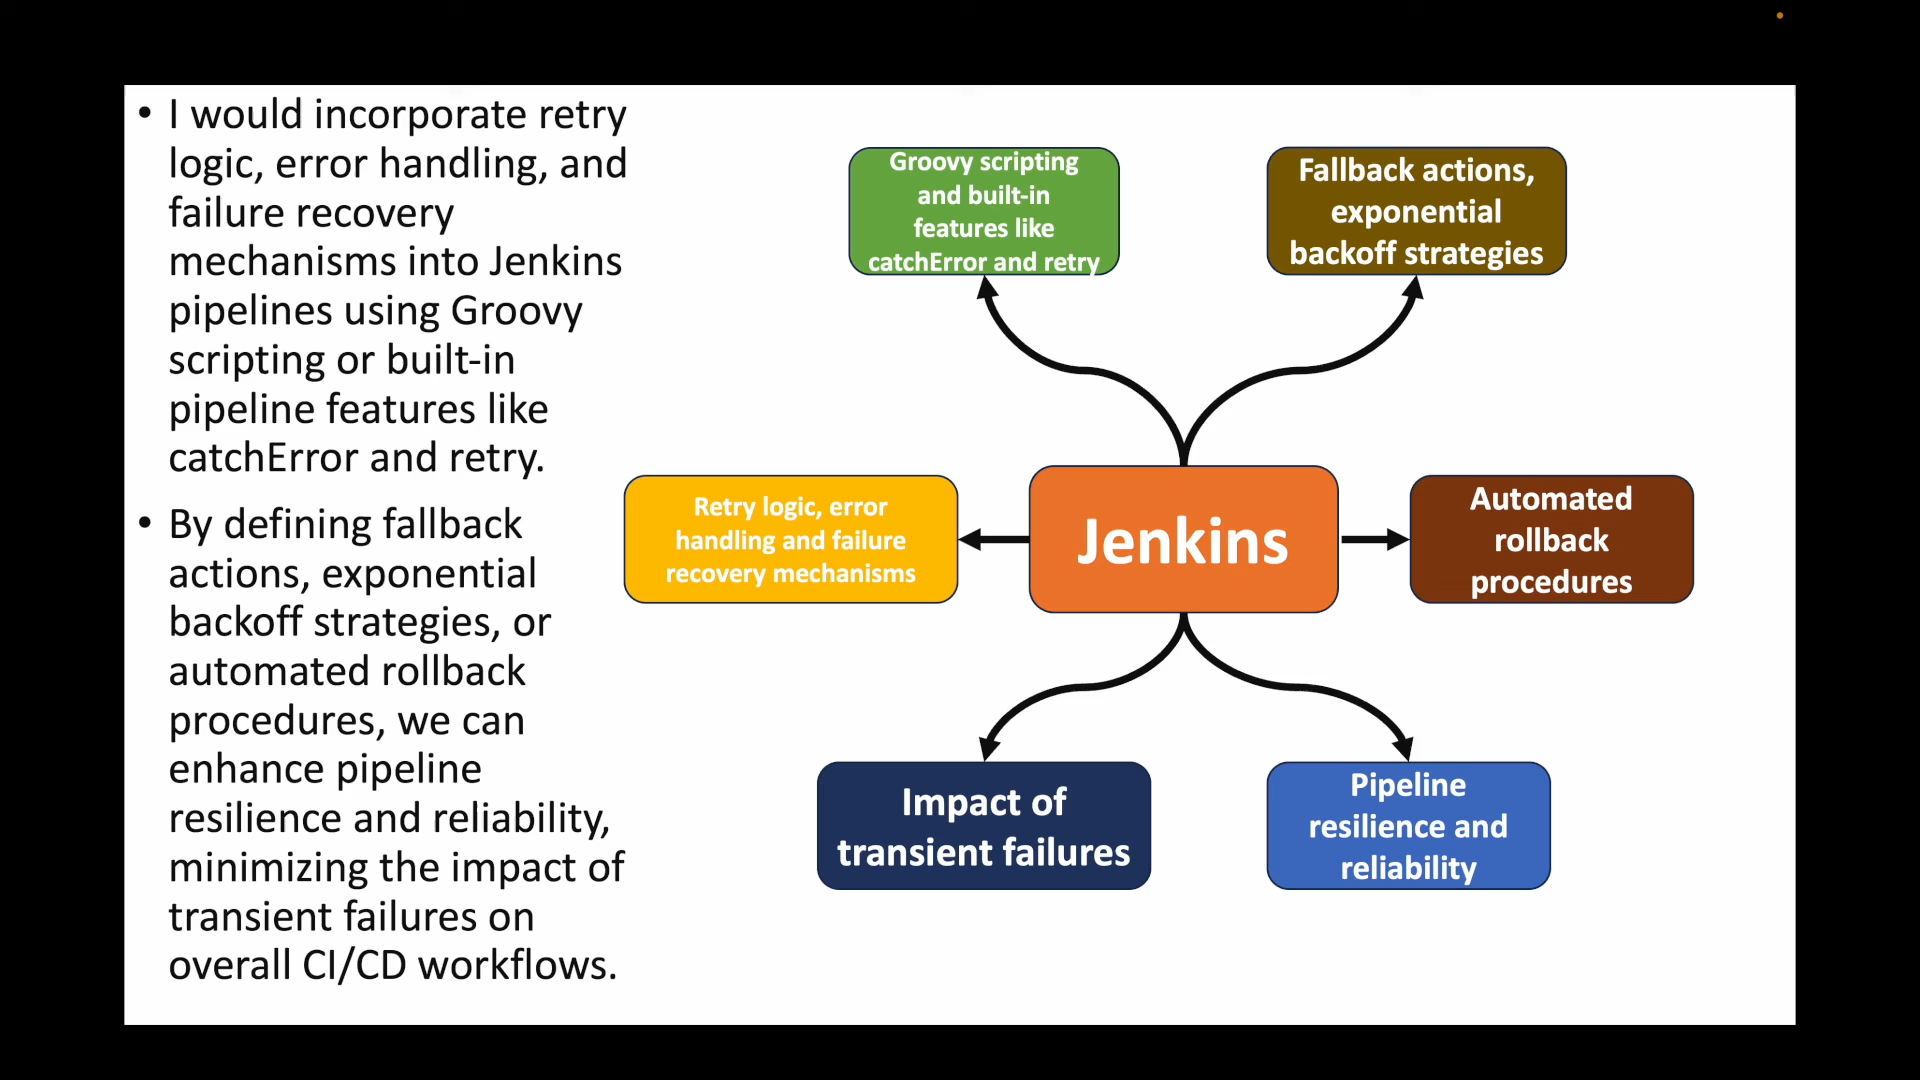 • I would incorporate retry
logic, error handling, and
failure recovery
mechanisms into Jenkins
pipelines using Groovy
scripting or built-in
pipeline features like
catchError and retry.
• By defining fallback
actions, exponential
backoff strategies, or
automated rollback
procedures, we can
enhance pipeline
resilience and reliability,
minimizing the impact of
transient failures on
overall CI/CD workflows.
Groovy scripting
and built-in
features like
catchError and retry
Fallback actions,
exponential
backoff strategies
Retry logic, error
handling and failure
recovery mechanisms
Jenkins
Automated
rollback
procedures
Impact of
transient failures
Pipeline
resilience and
reliability